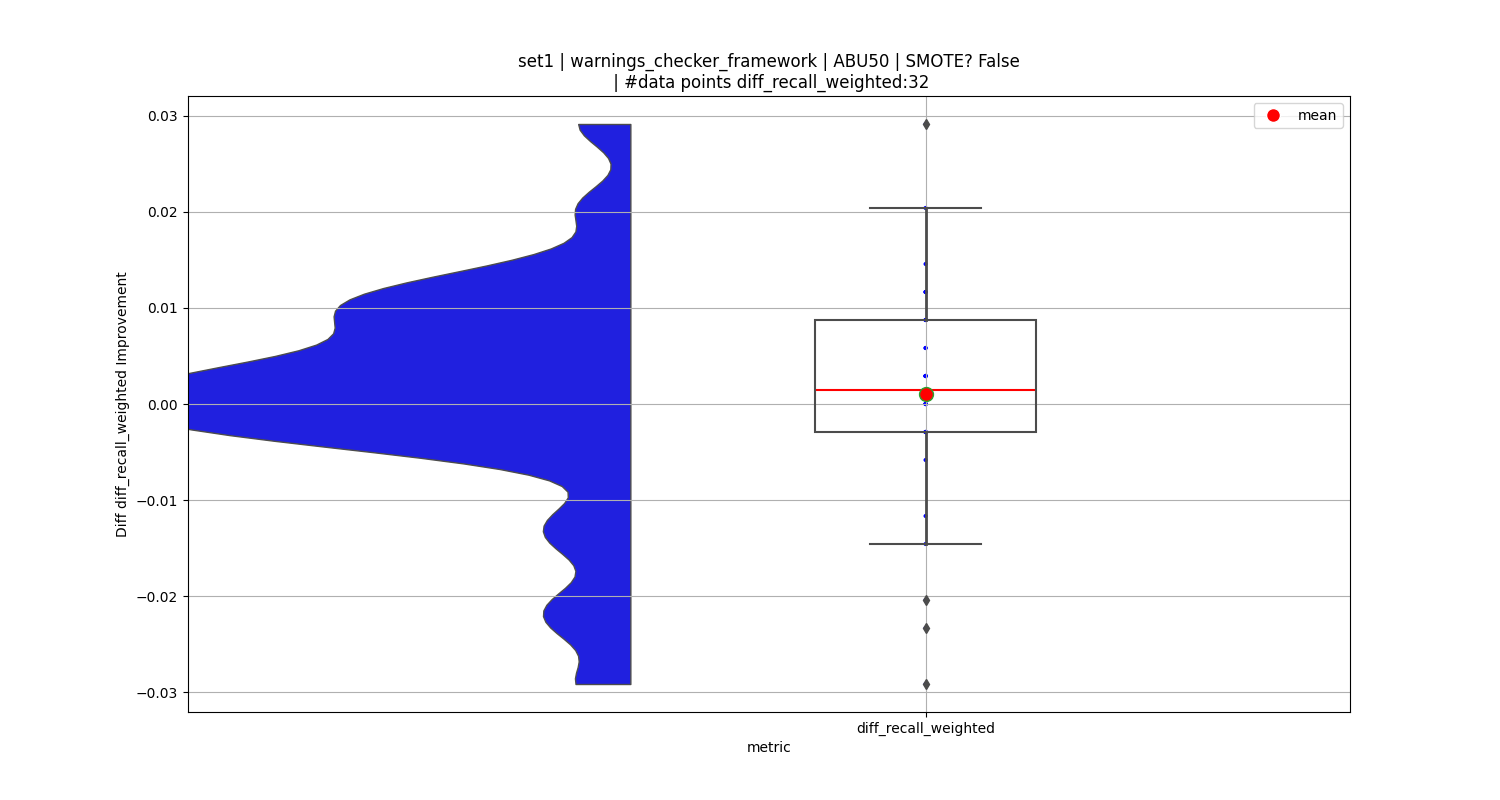 set1 | warnings_checker_framework | ABU50 | SMOTE? False
| #data points diff_recall_weighted:32
mean
Diff diff_recall_weighted Improvement
0.03
0.02
0.01
0.00
−0.01
−0.02
−0.03
diff_recall_weighted
metric